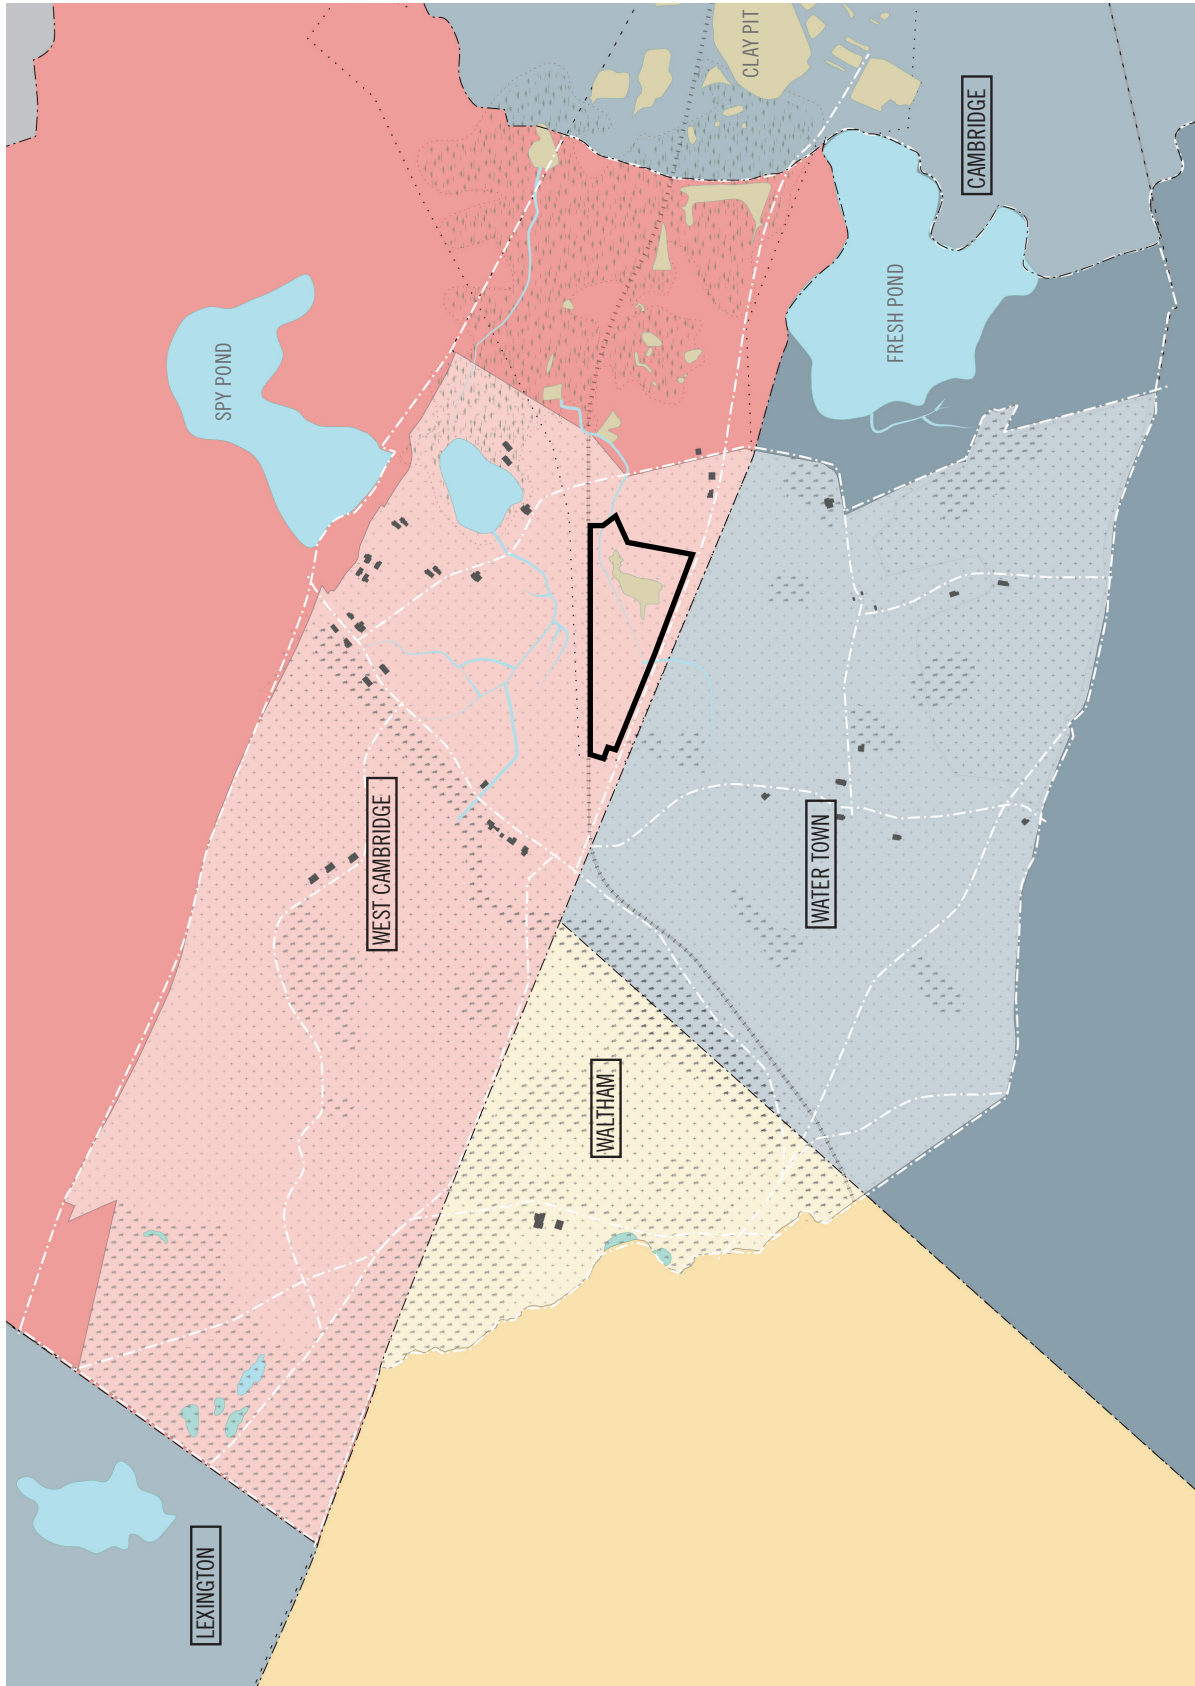 CLAY PIT
CAMBRIDGE
SPY POND
FRESH POND
WEST CAMBRIDGE
WATER TOWN
WALTHAM
LEXINGTON